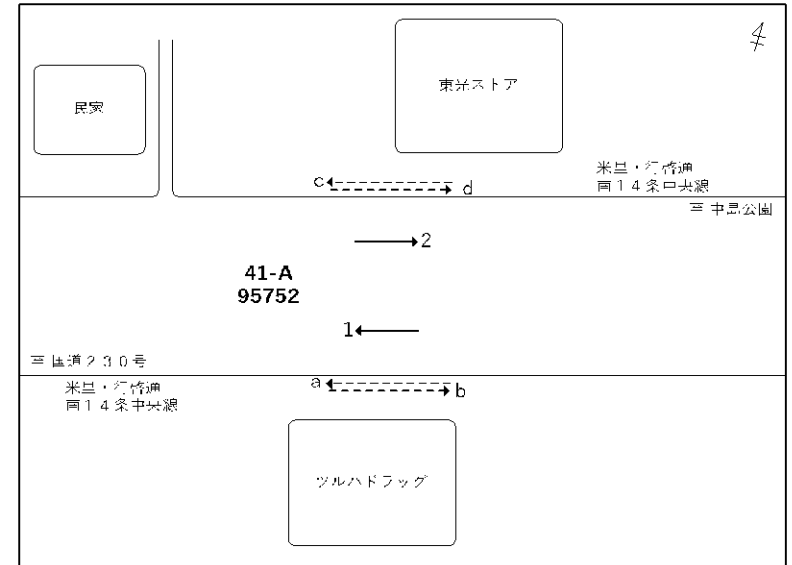 東光ストア
民家
米里・行啓通
南14条中央線
c
d
至 中島公園
2
41-A
95752
1
至 国道230号
米里・行啓通
南14条中央線
a
b
ツルハドラッグ